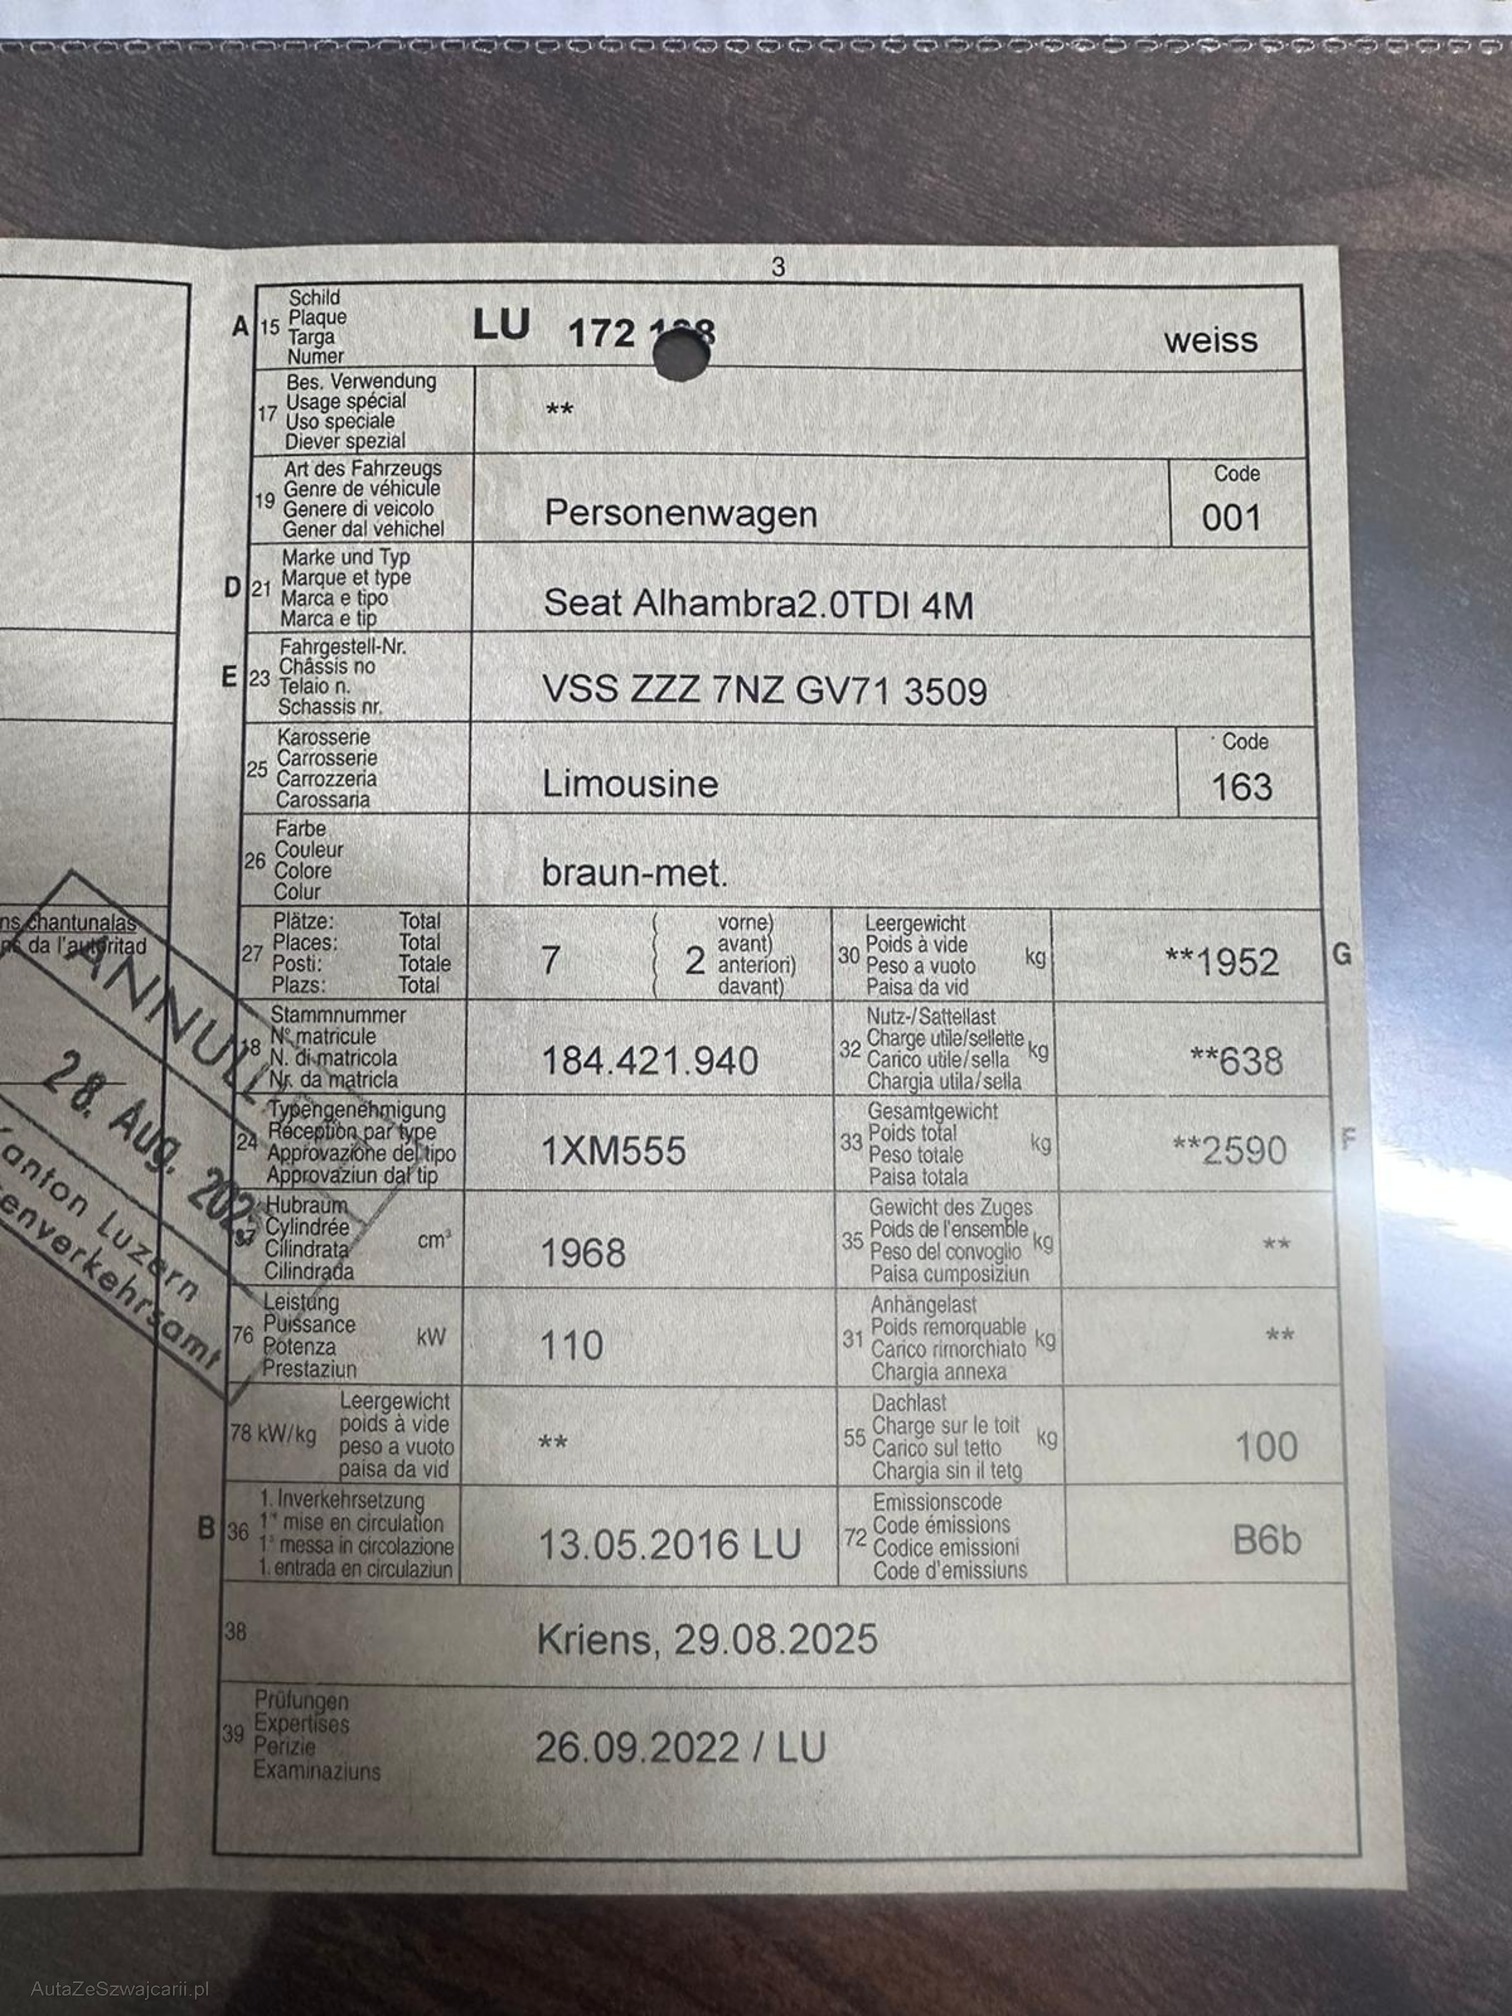 3
A 15 Schild Plaque Targa Numer LU 172 weiss
17 Bes. Verwendung
Usage spécial
Uso speciale
Diever spezial
**
19 Art des Fahrzeugs
Genre de véhicule
Genere di veicolo
Gener dal vehichel
Personenwagen
Code
001
D 21 Marke und Typ
Marque et type
Marca e tipo
Marca e tip
Seat Alhambra2.0TDI 4M
E 23 Fahrgestell-Nr.
Châssis no
Telaio n.
Schassis nr.
VSS ZZZ 7NZ GV71 3509
25 Karosserie
Carrosserie
Carrozzeria
Carossaria
Limousine
Code
163
26 Farbe
Couleur
Colore
Colur
braun-met.
27 Plätze: Total
Places: Total
Posti: Totale
Plazs: Total
7
2
vorne)
avant)
anteriori)
davant)
30 Leergewicht
Poids à vide
Peso a vuoto
Paisa da vid
kg
**1952
G
18 Stammnummer
N° matricule
N. di matricola
Nr. da matricla
184.421.940
32 Nutz-/Sattellast
Charge utile/sellette
Carico utile/sella
Chargia utila/sella
kg
**638
24 Typengenehmigung
Réception par type
Approvazione del tipo
Approvaziun dal tip
1XM555
33 Gesamtgewicht
Poids total
Peso totale
Paisa totala
kg
**2590
F
Hubraum
Cylindrée
Cilindrata
Cilindrada
cm³
1968
35 Gewicht des Zuges
Poids de l'ensemble
Peso del convoglio
Paisa cumposiziun
kg
**
76 Leistung
Puissance
Potenza
Prestaziun
kW
110
31 Anhängelast
Poids remorquable
Carico rimorchiato
Chargia annexa
kg
**
78 kW/kg
Leergewicht
poids à vide
peso a vuoto
paisa da vid
**
55 Dachlast
Charge sur le toit
Carico sul tetto
Chargia sin il tetg
kg
100
B 36 1. Inverkehrsetzung
1re mise en circulation
1a messa in circolazione
1. entrada en circulaziun
13.05.2016 LU
72 Emissionscode
Code émissions
Codice emissioni
Code d'emissiuns
B6b
38
Kriens, 29.08.2025
39 Prüfungen
Expertises
Perizie
Examinaziuns
26.09.2022 / LU
chantunalas
da l'autoritad
28. Aug. 2025
Kanton Luzern
AutaZeSzwajcarii.pl